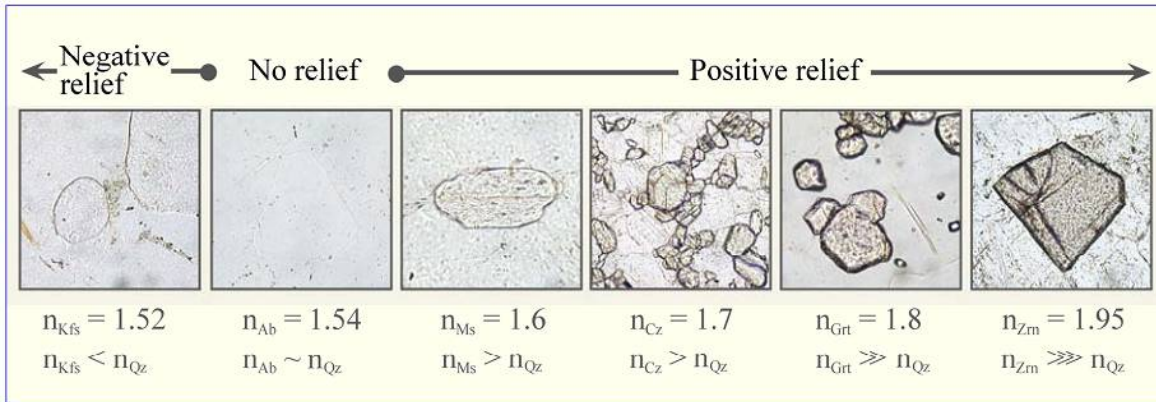 Negative
relief
No relief
Positive relief
n_Kfs = 1.52
n_Ab = 1.54
n_Ms = 1.6
n_Cz = 1.7
n_Grt = 1.8
n_Zrn = 1.95
n_Kfs < n_Qz
n_Ab ~ n_Qz
n_Ms > n_Qz
n_Cz > n_Qz
n_Grt >> n_Qz
n_Zrn >>> n_Qz